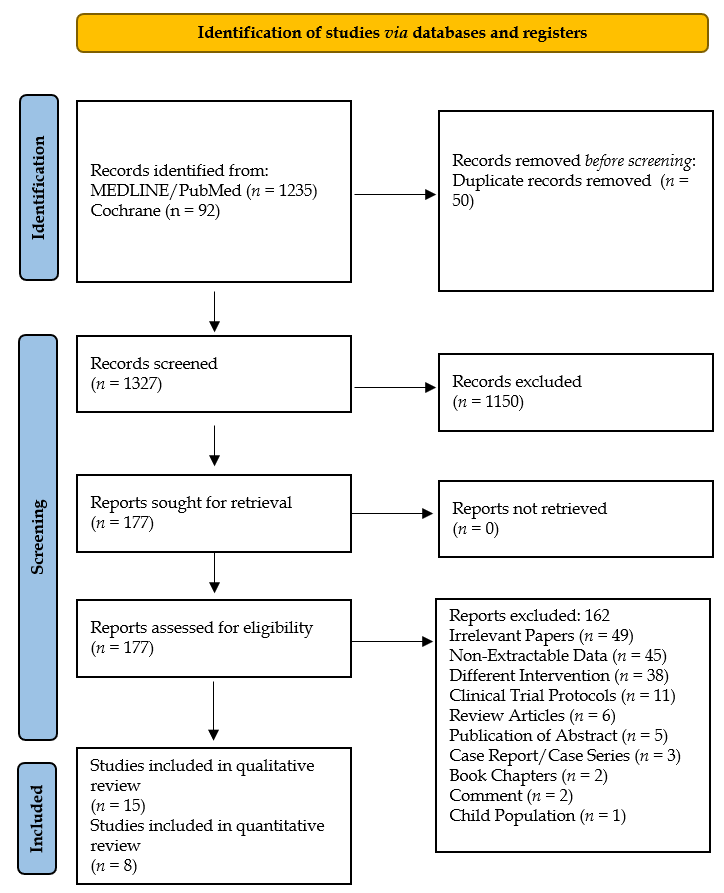 Identification of studies via databases and registers
Identification
Records identified from:
MEDLINE/PubMed (n = 1235)
Cochrane (n = 92)
Records removed before screening:
Duplicate records removed (n =
50)
Screening
Records screened
(n = 1327)
Records excluded
(n = 1150)
Reports sought for retrieval
(n = 177)
Reports not retrieved
(n = 0)
Reports assessed for eligibility
(n = 177)
Reports excluded: 162
Irrelevant Papers (n = 49)
Non-Extractable Data (n = 45)
Different Intervention (n = 38)
Clinical Trial Protocols (n = 11)
Review Articles (n = 6)
Publication of Abstract (n = 5)
Case Report/Case Series (n = 3)
Book Chapters (n = 2)
Comment (n = 2)
Child Population (n = 1)
Included
Studies included in qualitative
review
(n = 15)
Studies included in quantitative
review
(n = 8)